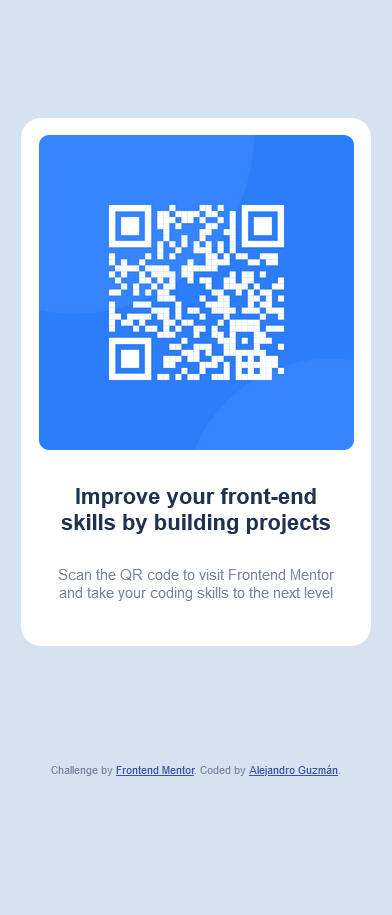 Improve your front-end
skills by building projects
Scan the QR code to visit Frontend Mentor
and take your coding skills to the next level
Challenge by Frontend Mentor. Coded by Alejandro Guzmán.